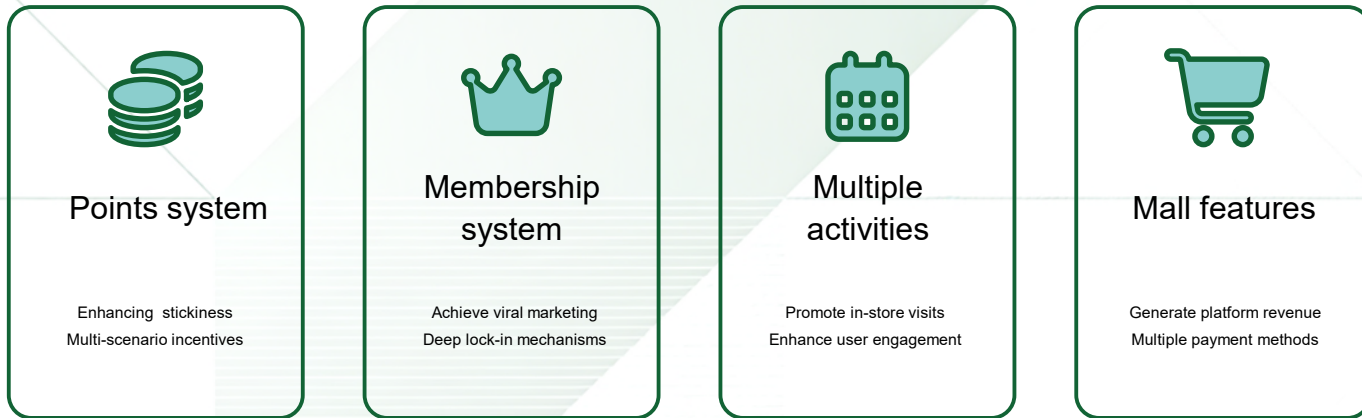 Points system
Enhancing  stickiness
Multi-scenario incentives
Membership
system
Achieve viral marketing
Deep lock-in mechanisms
Multiple
activities
Promote in-store visits
Enhance user engagement
Mall features
Generate platform revenue
Multiple payment methods